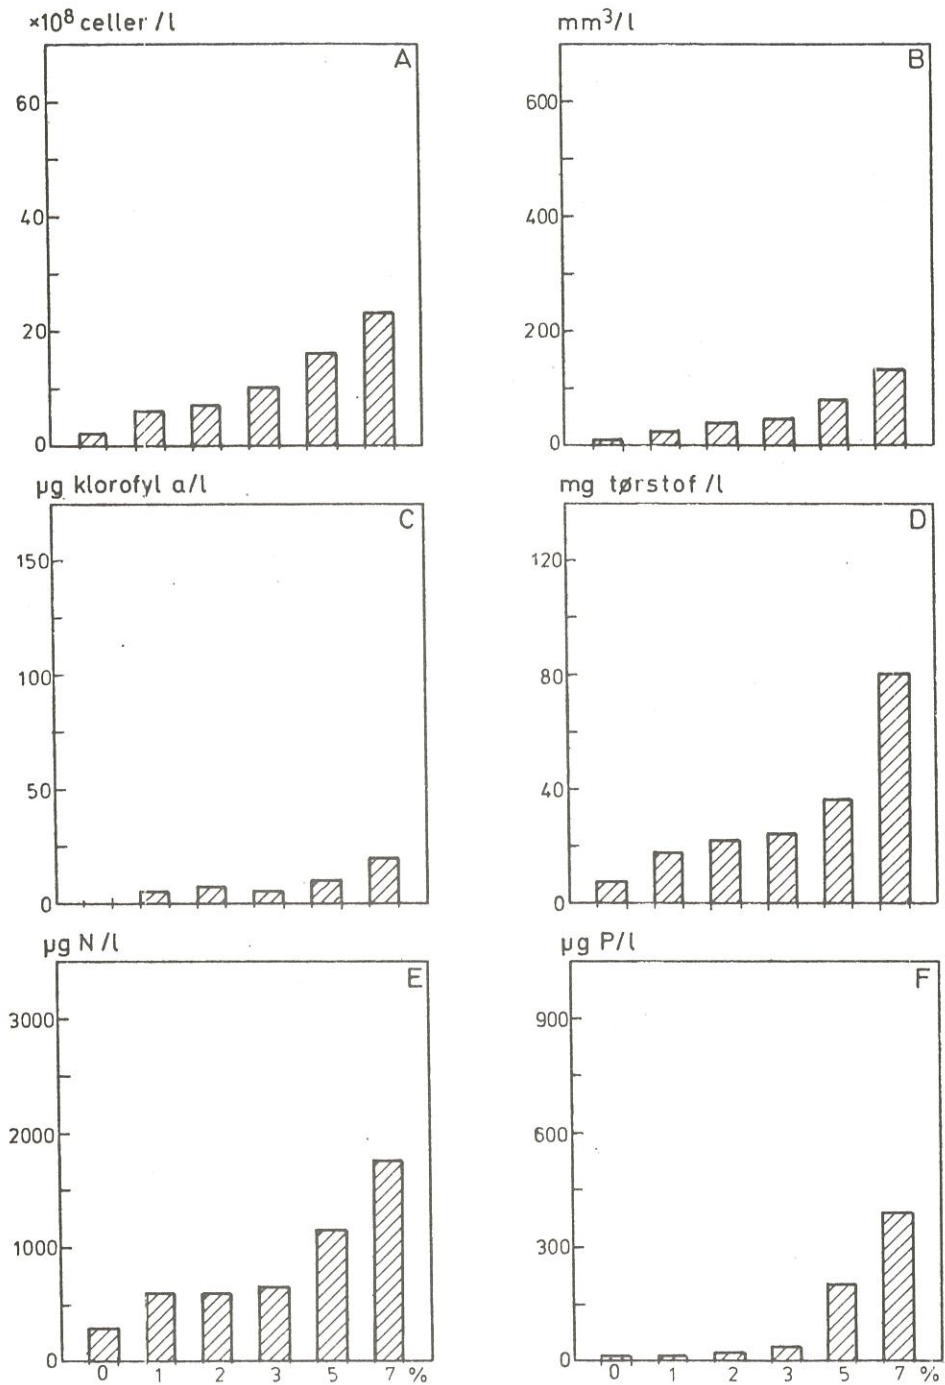 ×10⁸ celler /l
A
60
40
20
0
mm³/l
B
600
400
200
0
µg klorofyl a/l
C
150
100
50
0
mg tørstof /l
D
120
80
40
0
µg N /l
E
3000
2000
1000
0
0 1 2 3 5 7 %
µg P/l
F
900
600
300
0
0 1 2 3 5 7 %